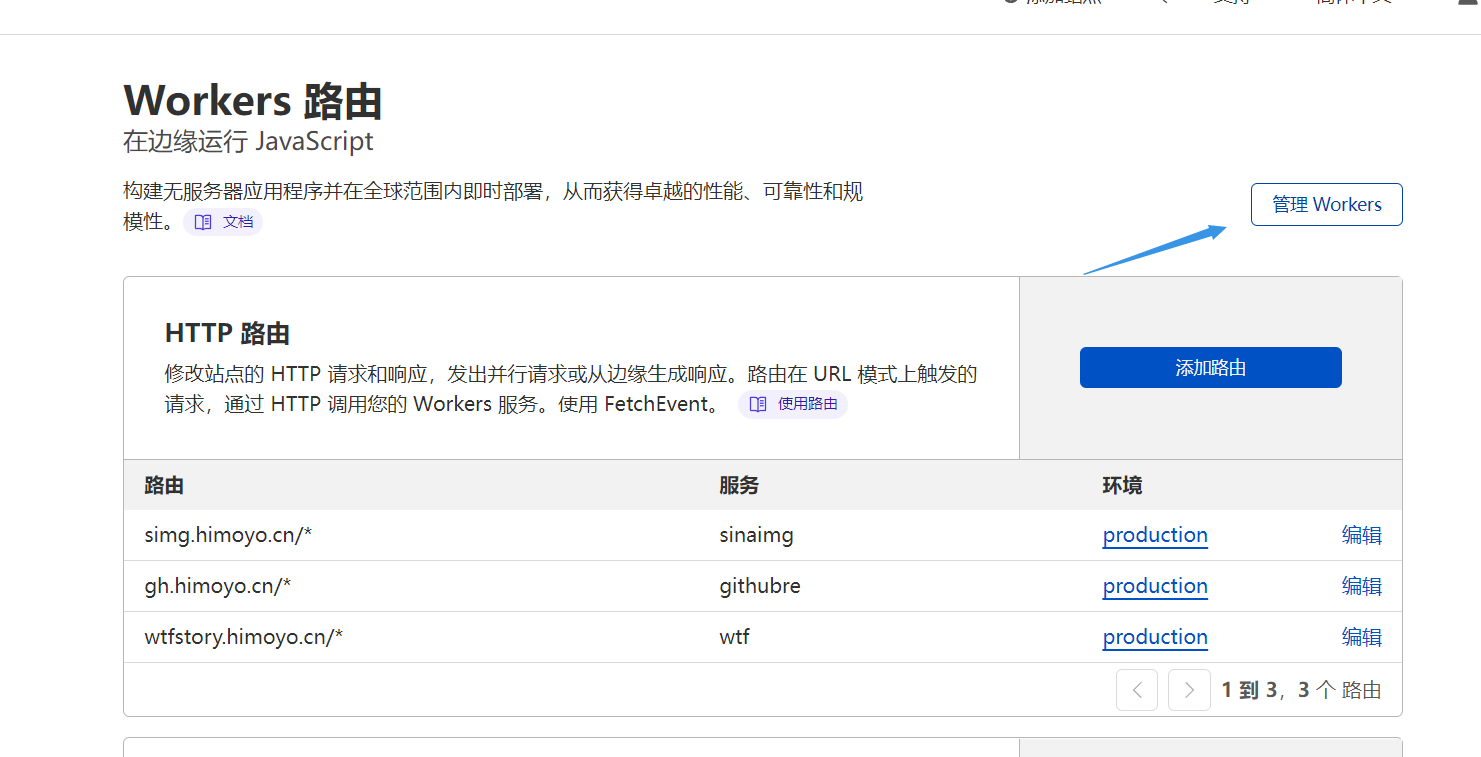 Workers 路由
在边缘运行 JavaScript
构建无服务器应用程序并在全球范围内即时部署，从而获得卓越的性能、可靠性和规
模性。 文档
管理 Workers
HTTP 路由
修改站点的 HTTP 请求和响应，发出并行请求或从边缘生成响应。路由在 URL 模式上触发的
请求，通过 HTTP 调用您的 Workers 服务。使用 FetchEvent。 使用路由
添加路由
路由 服务 环境
simg.himoyo.cn/* sinaimg production 编辑
gh.himoyo.cn/* githubre production 编辑
wtfstory.himoyo.cn/* wtf production 编辑
1 到 3，3 个 路由